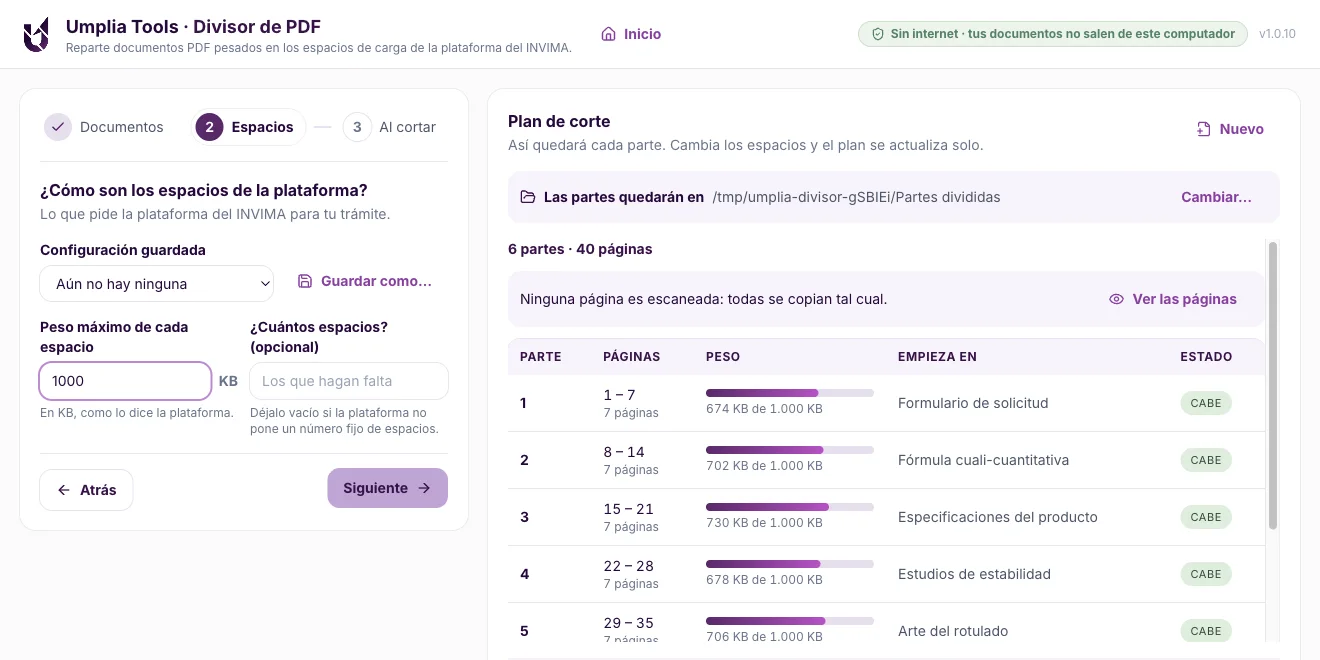 Umplia Tools · Divisor de PDF
Reparte documentos PDF pesados en los espacios de carga de la plataforma del INVIMA.
Inicio
Sin internet · tus documentos no salen de este computador
v1.0.10
Documentos
2
Espacios
3
Al cortar
¿Cómo son los espacios de la plataforma?
Lo que pide la plataforma del INVIMA para tu trámite.
Configuración guardada
Aún no hay ninguna
Guardar como...
Peso máximo de cada
espacio
1000
KB
En KB, como lo dice la plataforma.
¿Cuántos espacios?
(opcional)
Los que hagan falta
Déjalo vacío si la plataforma no
pone un número fijo de espacios.
Atrás
Siguiente
Plan de corte
Así quedará cada parte. Cambia los espacios y el plan se actualiza solo.
Nuevo
Las partes quedarán en /tmp/umplia-divisor-gSBIEi/Partes divididas
Cambiar...
6 partes · 40 páginas
Ninguna página es escaneada: todas se copian tal cual.
Ver las páginas
PARTE PÁGINAS PESO EMPIEZA EN ESTADO
1 1 – 7 Formulario de solicitud CABE
7 páginas 674 KB de 1.000 KB
2 8 – 14 Fórmula cuali-cuantitativa CABE
7 páginas 702 KB de 1.000 KB
3 15 – 21 Especificaciones del producto CABE
7 páginas 730 KB de 1.000 KB
4 22 – 28 Estudios de estabilidad CABE
7 páginas 678 KB de 1.000 KB
5 29 – 35 Arte del rotulado CABE
7 páginas 706 KB de 1.000 KB